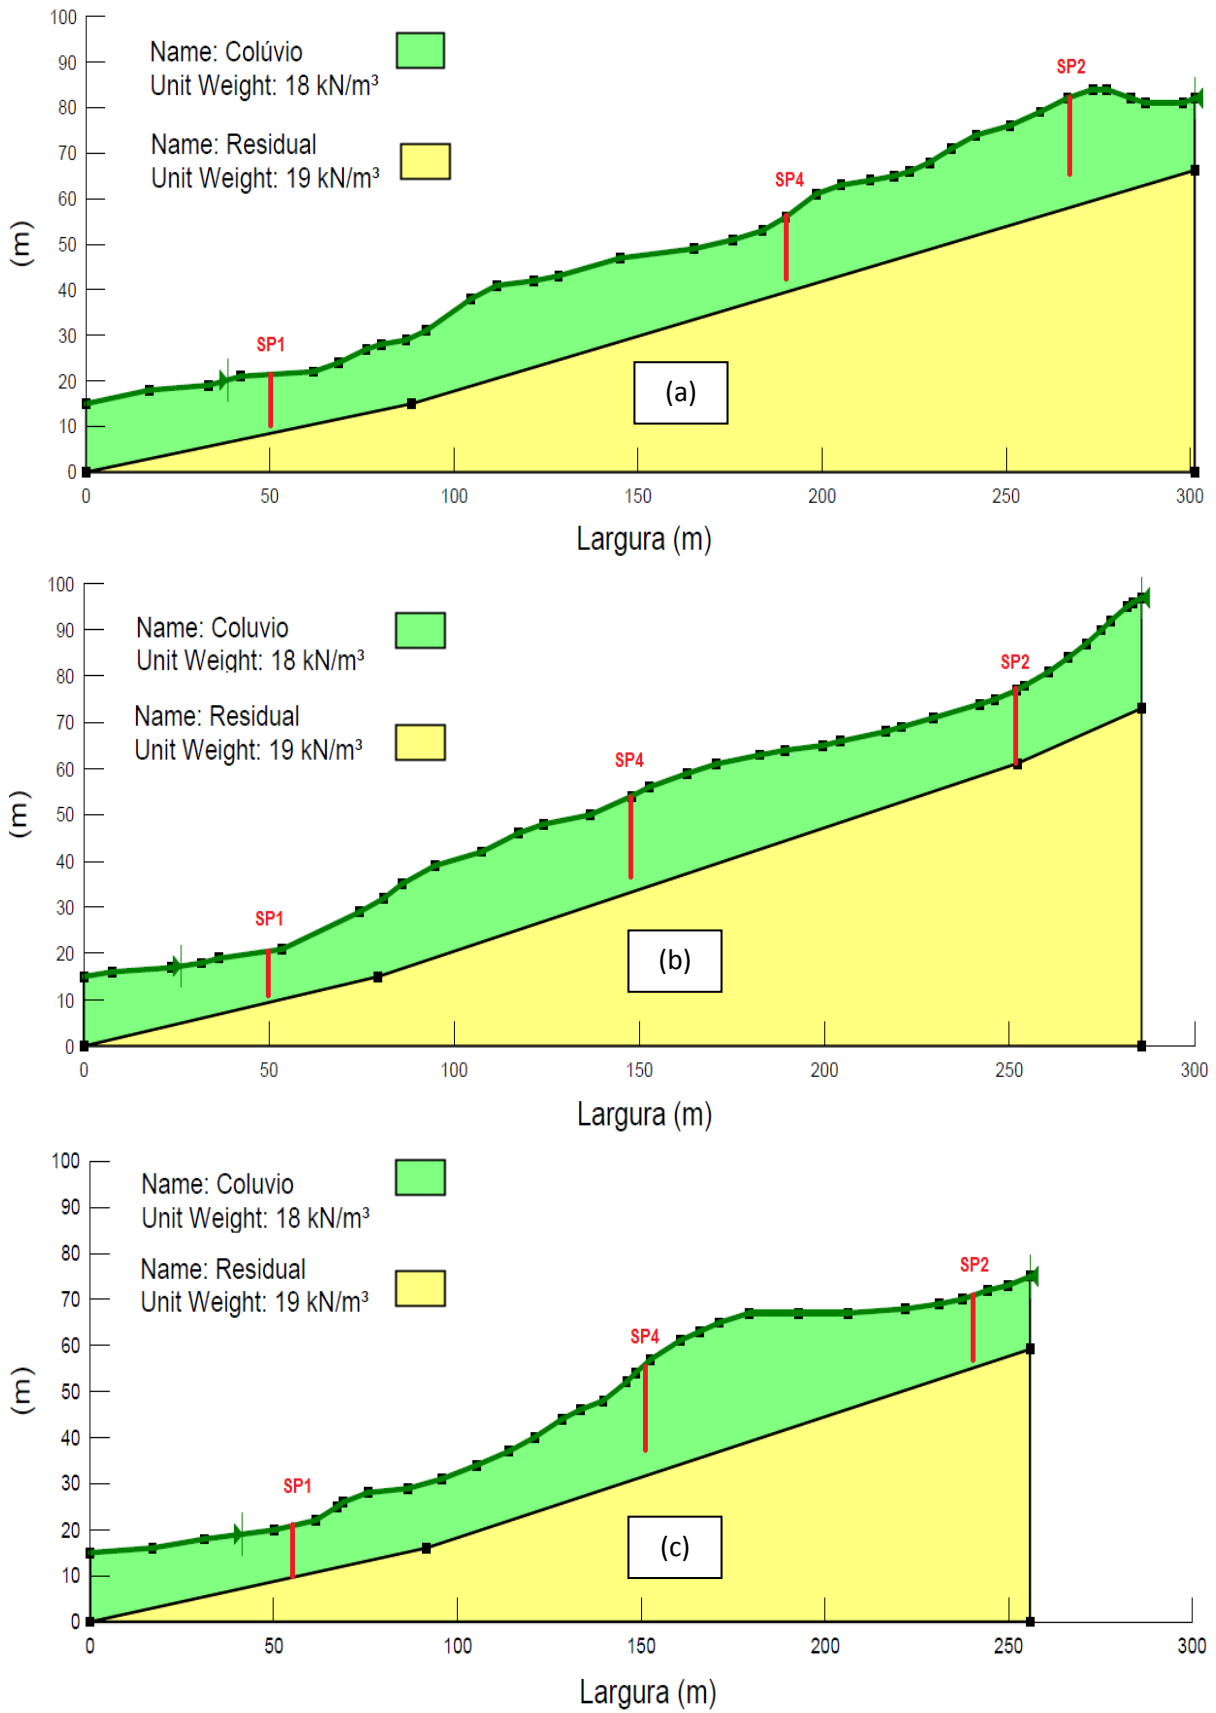 100
Name: Colúvio
Unit Weight: 18 kN/m³
90
SP2
80
Name: Residual
Unit Weight: 19 kN/m³
70
SP4
60
(m)
50
40
30
SP1
20
(a)
10
0
0 50 100 150 200 250 300
Largura (m)
100
Name: Coluvio
Unit Weight: 18 kN/m³
90
80
SP2
Name: Residual
Unit Weight: 19 kN/m³
70
SP4
60
(m)
50
40
30
SP1
20
(b)
10
0
0 50 100 150 200 250 300
Largura (m)
100
Name: Coluvio
Unit Weight: 18 kN/m³
90
80
SP2
Name: Residual
Unit Weight: 19 kN/m³
70
SP4
60
(m)
50
40
30
SP1
20
(c)
10
0
0 50 100 150 200 250 300
Largura (m)